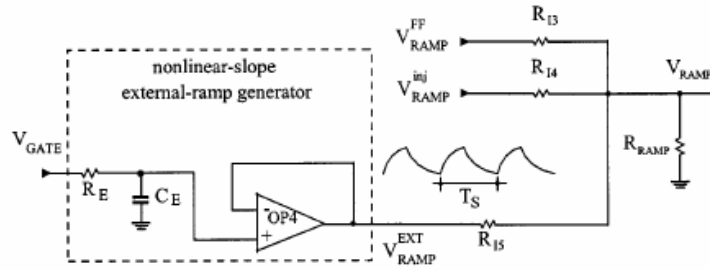 V_RAMP^FF
R_I3
nonlinear-slope
external-ramp generator
V_RAMP^inj
R_I4
V_RAMP
V_GATE
R_E
C_E
R_RAMP
-
OP4
+
T_S
V_RAMP^EXT
R_I5